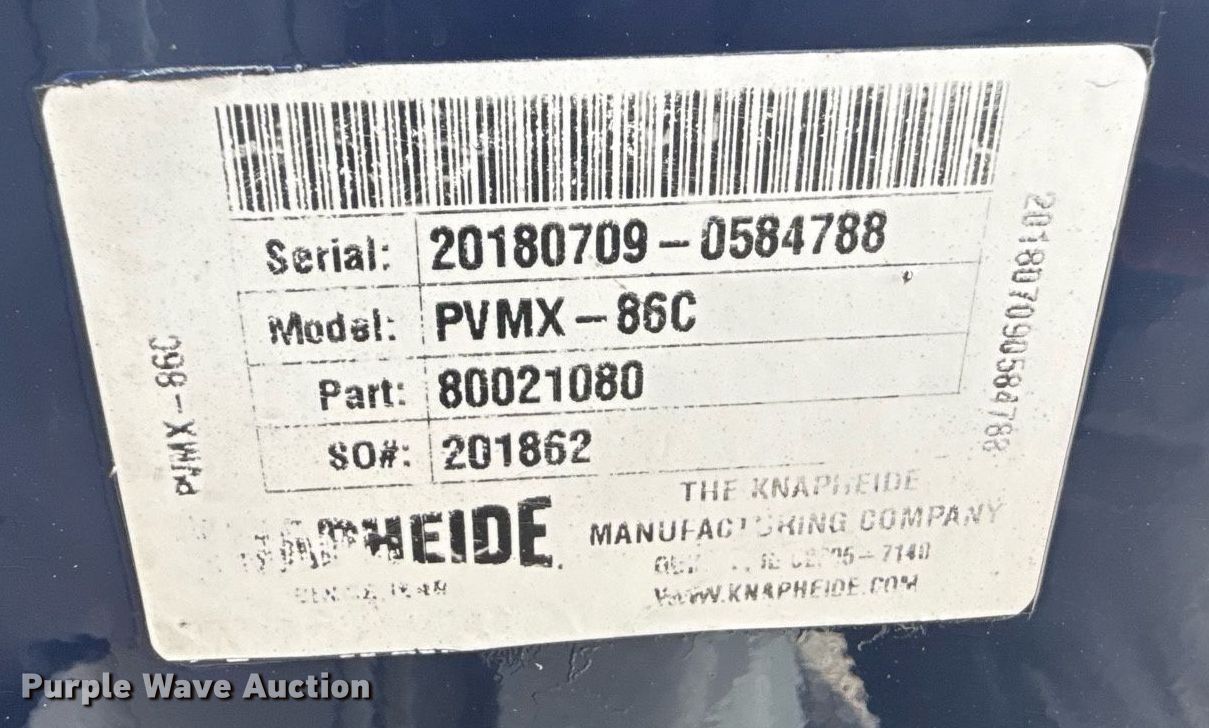 Serial: 20180709-0584788
Model: PVMX-86C
Part: 80021080
SO#: 201862
PVMX-86C
201807090584788
THE KNAPHEIDE
MANUFACTURING COMPANY
WWW.KNAPHEIDE.COM
KNAPHEIDE
Purple Wave Auction